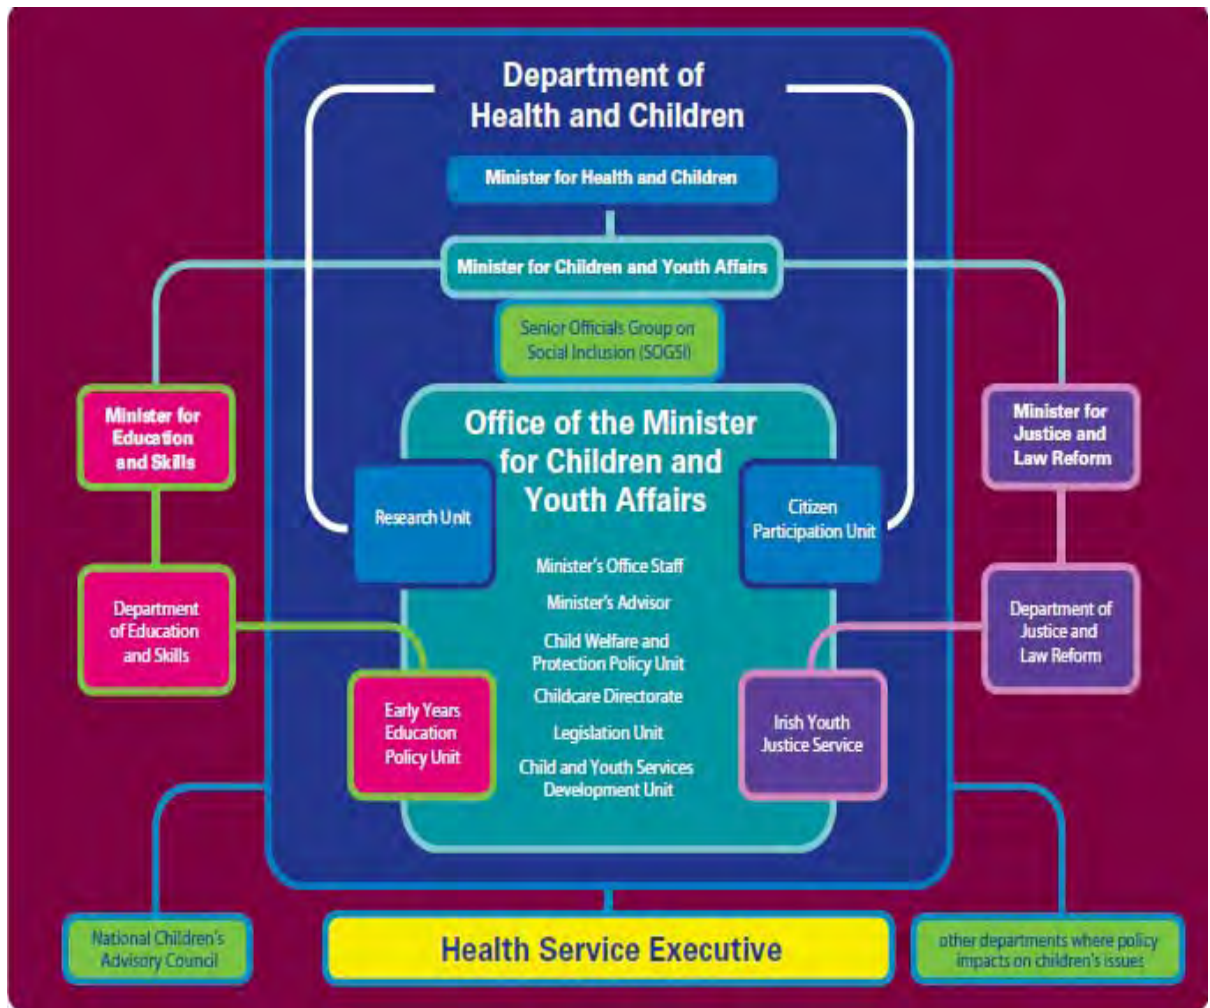 Department of
Health and Children
Minister for Health and Children
Minister for Children and Youth Affairs
Senior Officials Group on
Social Inclusion (SOGSI)
Minister for
Education
and Skills
Office of the Minister
for Children and
Youth Affairs
Minister for
Justice and
Law Reform
Research Unit
Citizen
Participation Unit
Minister's Office Staff
Minister's Advisor
Child Welfare and
Protection Policy Unit
Childcare Directorate
Legislation Unit
Child and Youth Services
Development Unit
Department
of Education
and Skills
Department of
Justice and
Law Reform
Early Years
Education
Policy Unit
Irish Youth
Justice Service
National Children's
Advisory Council
Health Service Executive
other departments where policy
impacts on children's issues